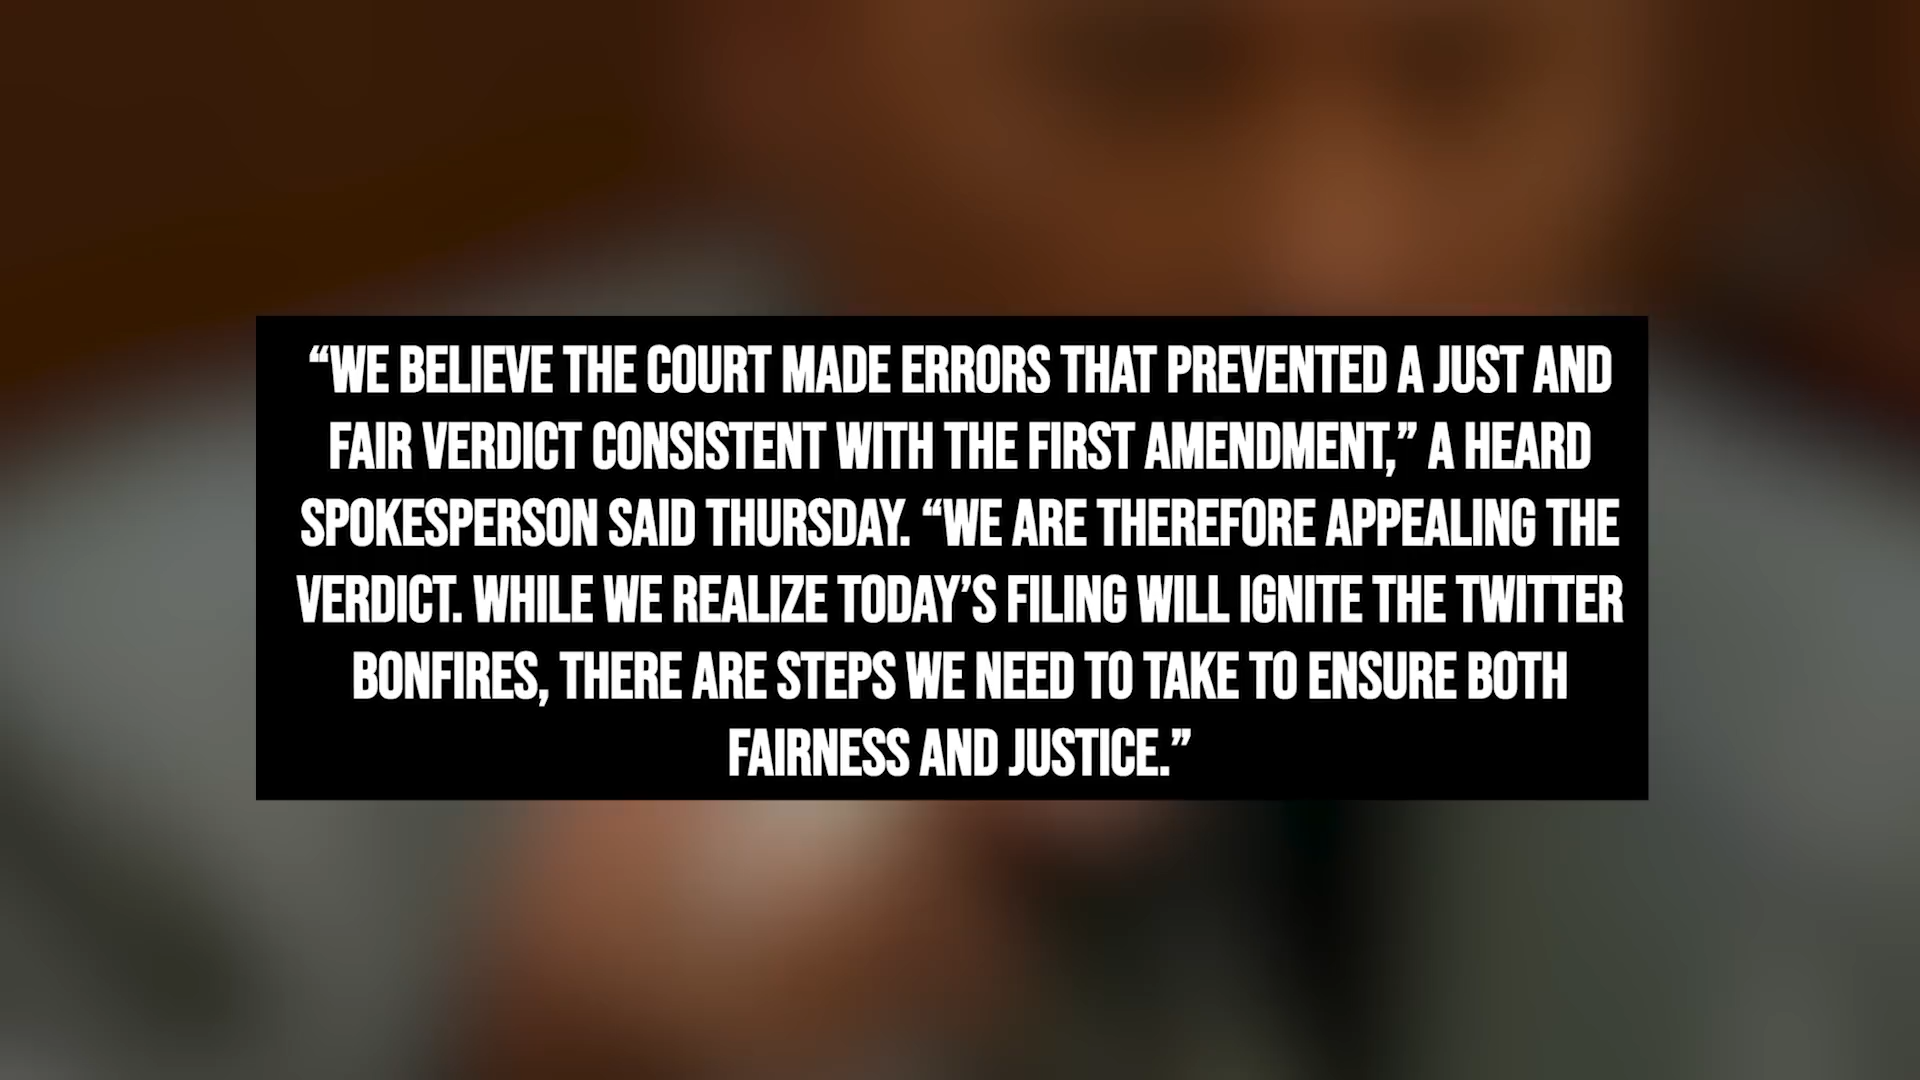 “WE BELIEVE THE COURT MADE ERRORS THAT PREVENTED A JUST AND
FAIR VERDICT CONSISTENT WITH THE FIRST AMENDMENT,” A HEARD
SPOKESPERSON SAID THURSDAY. “WE ARE THEREFORE APPEALING THE
VERDICT. WHILE WE REALIZE TODAY’S FILING WILL IGNITE THE TWITTER
BONFIRES, THERE ARE STEPS WE NEED TO TAKE TO ENSURE BOTH
FAIRNESS AND JUSTICE.”